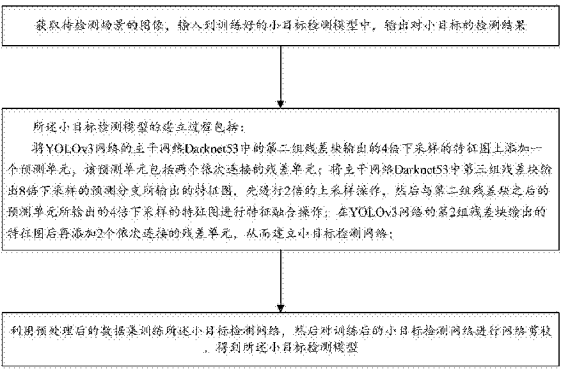 获取待检测场景的图像，输入到训练好的小目标检测模型中，输出对小目标的检测结果
所述小目标检测模型的建立过程包括：
将YOLOv3网络的主干网络Darknet53中的第二组残差块输出的4倍下采样的特征图上添加一
个预测单元，该预测单元包括两个依次连接的残差单元；将主干网络Darknet53中第三组残差块输
出8倍下采样的预测分支所输出的特征图，先进行2倍的上采样操作，然后与第二组残差块之后的
预测单元所输出的4倍下采样的特征图进行特征融合操作；在YOLOv3网络的第2组残差块输出的
特征图后再添加2个依次连接的残差单元，从而建立小目标检测网络；
利用预处理后的数据集训练所述小目标检测网络，然后对训练后的小目标检测网络进行网络剪枝
，得到所述小目标检测模型